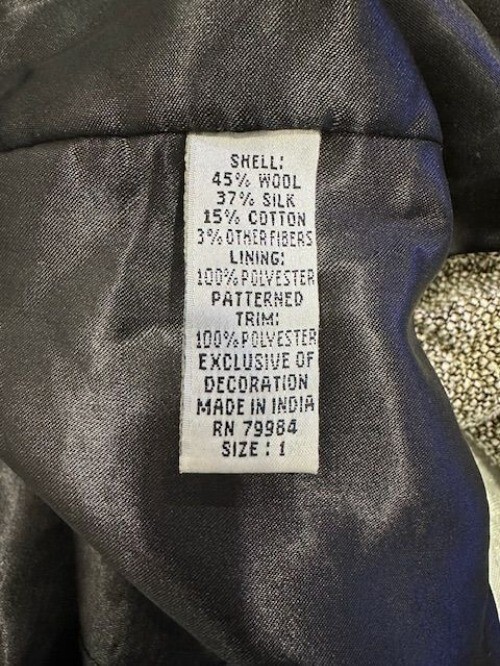 SHELL:
45% WOOL
37% SILK
15% COTTON
3% OTHER FIBERS
LINING:
100% POLYESTER
PATTERNED
TRIM:
100% POLYESTER
EXCLUSIVE OF
DECORATION
MADE IN INDIA
RN 79984
SIZE: 1